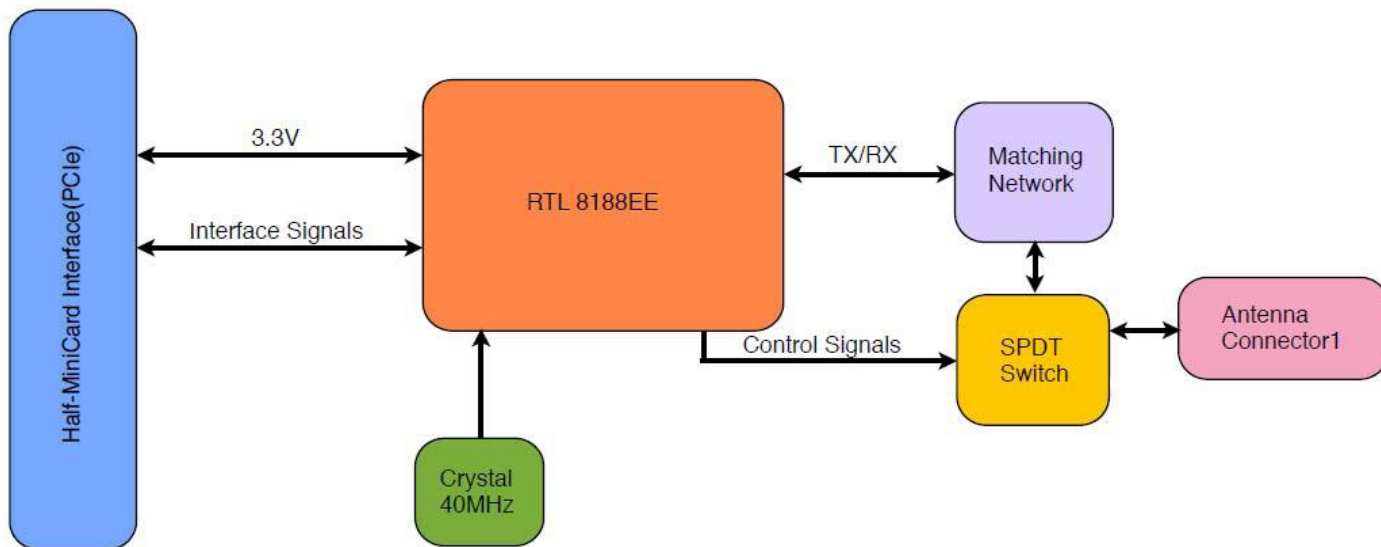 Half-MiniCard Interface(PCIe)
3.3V
Interface Signals
RTL 8188EE
TX/RX
Matching
Network
Control Signals
SPDT
Switch
Antenna
Connector1
Crystal
40MHz